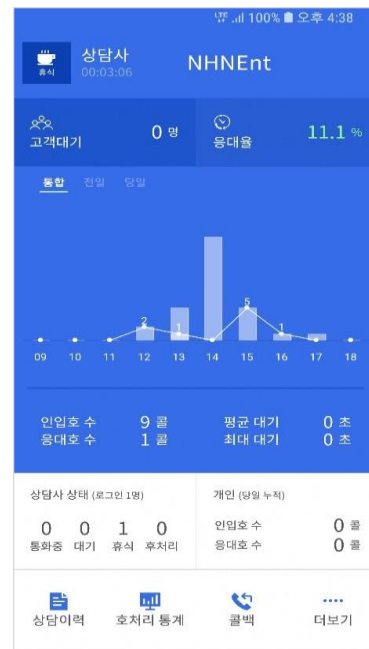 LTE 100% 오후 4:38
휴식
상담사
00:03:06
NHNEnt
고객대기
0 명
응대율
11.1 %
통합 전일 당일
2 1 5 1
09 10 11 12 13 14 15 16 17 18
인입호 수 9 콜
평균 대기 0 초
응대호 수 1 콜
최대 대기 0 초
상담사 상태 (로그인 1명)
개인 (당일 누적)
0 0 1 0
통화중 대기 휴식 후처리
인입호 수 0 콜
응대호 수 0 콜
상담이력 호처리 통계 콜백 더보기